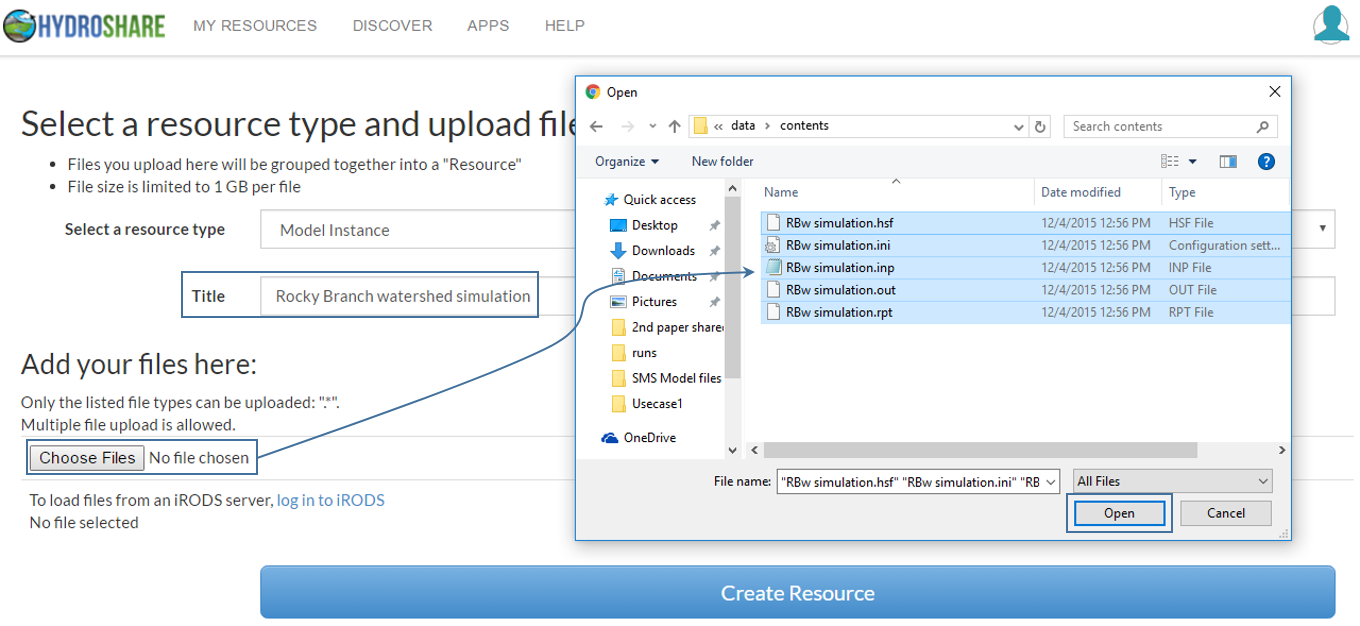 HYDROSHARE MY RESOURCES DISCOVER APPS HELP
Select a resource type and upload file
• Files you upload here will be grouped together into a "Resource"
• File size is limited to 1 GB per file
Select a resource type Model Instance
Title Rocky Branch watershed simulation
Add your files here:
Only the listed file types can be uploaded: ".*".
Multiple file upload is allowed.
Choose Files No file chosen
To load files from an iRODS server, log in to iRODS
No file selected
Create Resource
Open
« data › contents
Search contents
Organize New folder
Quick access
Desktop
Downloads
Documents
Pictures
2nd paper share
runs
SMS Model files
Usecase1
OneDrive
Name Date modified Type
RBw simulation.hsf 12/4/2015 12:56 PM HSF File
RBw simulation.ini 12/4/2015 12:56 PM Configuration sett...
RBw simulation.inp 12/4/2015 12:56 PM INP File
RBw simulation.out 12/4/2015 12:56 PM OUT File
RBw simulation.rpt 12/4/2015 12:56 PM RPT File
File name: "RBw simulation.hsf" "RBw simulation.ini" "RB
All Files
Open Cancel